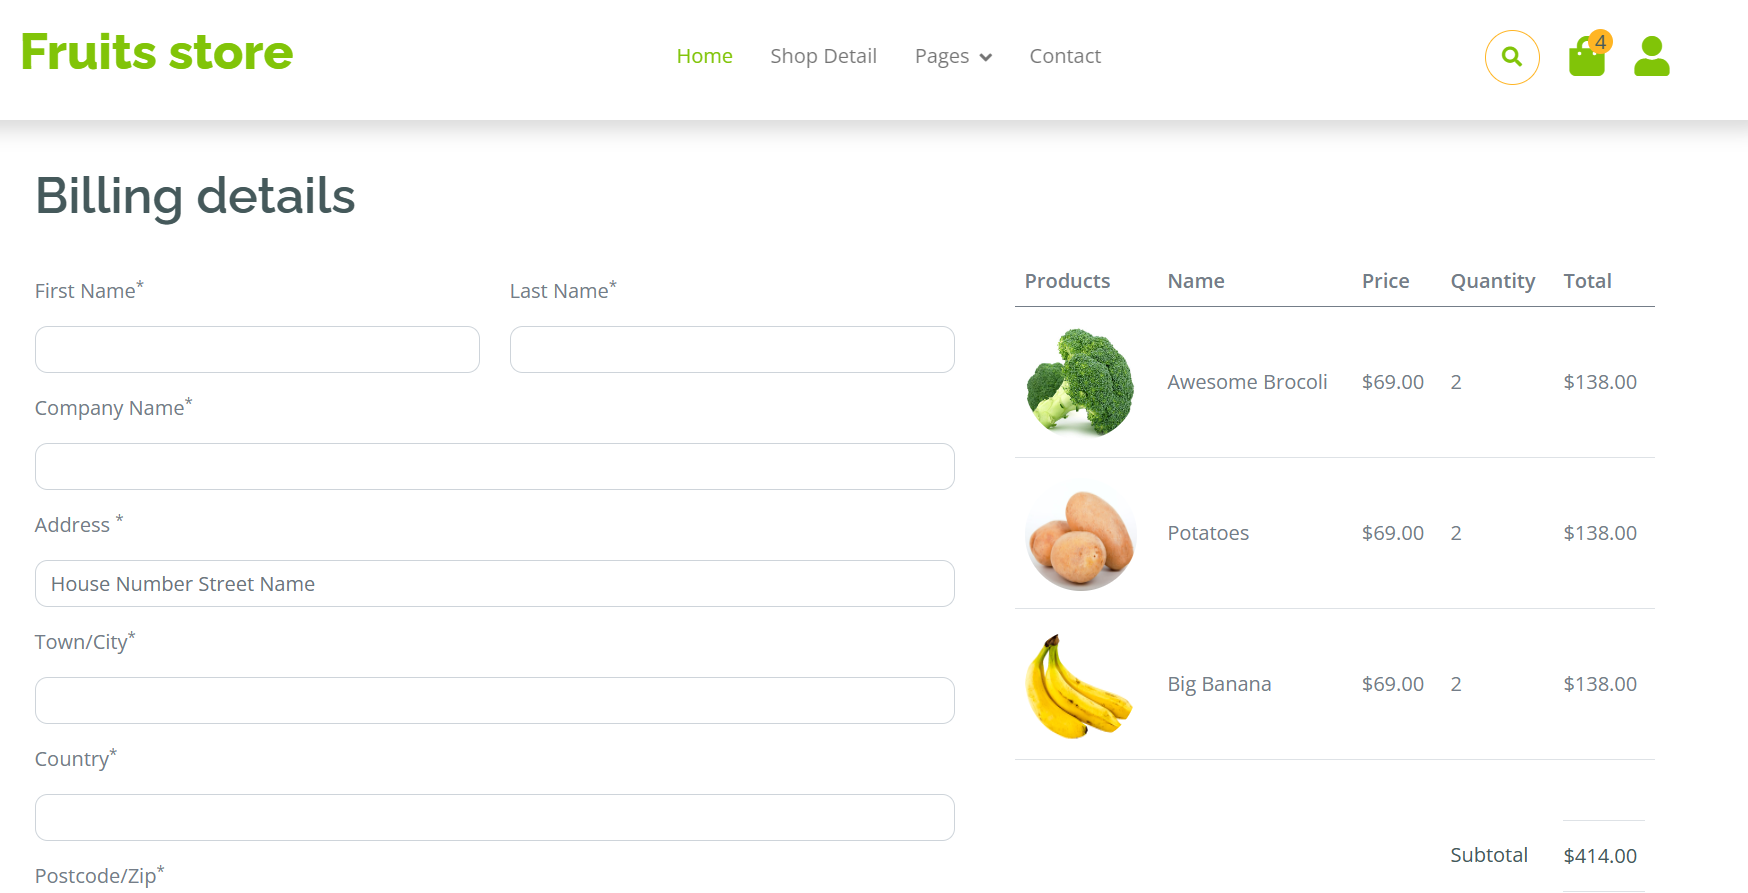 Fruits store
Home Shop Detail Pages Contact
4
Billing details
First Name* Last Name*
Company Name*
Address *
House Number Street Name
Town/City*
Country*
Postcode/Zip*
Products Name Price Quantity Total
Awesome Brocoli $69.00 2 $138.00
Potatoes $69.00 2 $138.00
Big Banana $69.00 2 $138.00
Subtotal $414.00